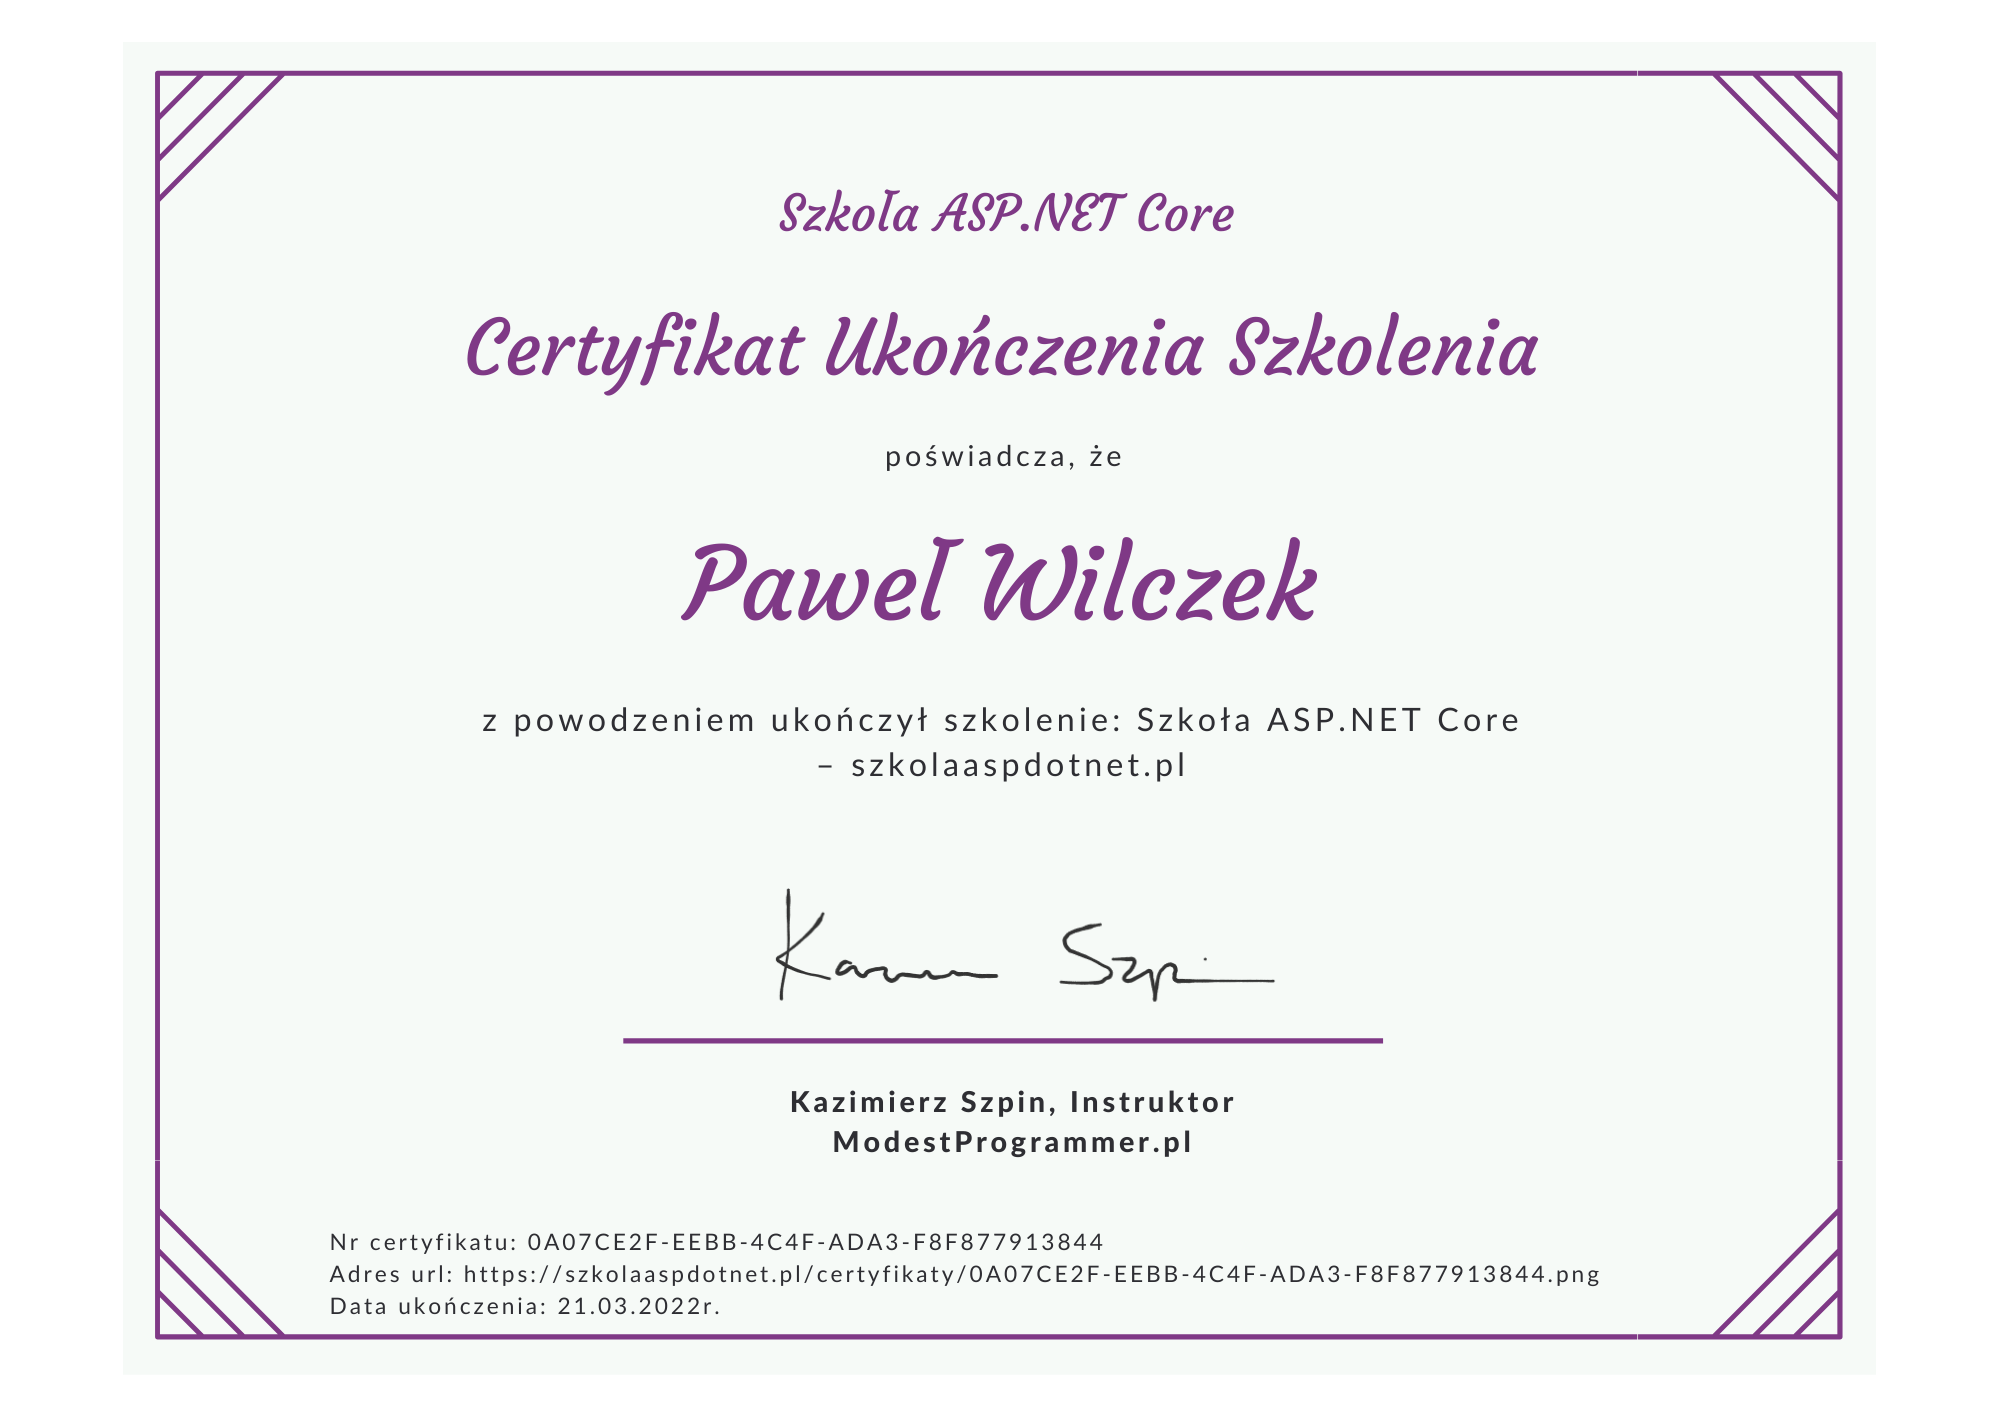 Szkoła ASP.NET Core
Certyfikat Ukończenia Szkolenia
poświadcza, że
Paweł Wilczek
z powodzeniem ukończył szkolenie: Szkoła ASP.NET Core
– szkolaaspdotnet.pl
Kazimierz Szpin, Instruktor
ModestProgrammer.pl
Nr certyfikatu: 0A07CE2F-EEBB-4C4F-ADA3-F8F877913844
Adres url: https://szkolaaspdotnet.pl/certyfikaty/0A07CE2F-EEBB-4C4F-ADA3-F8F877913844.png
Data ukończenia: 21.03.2022r.